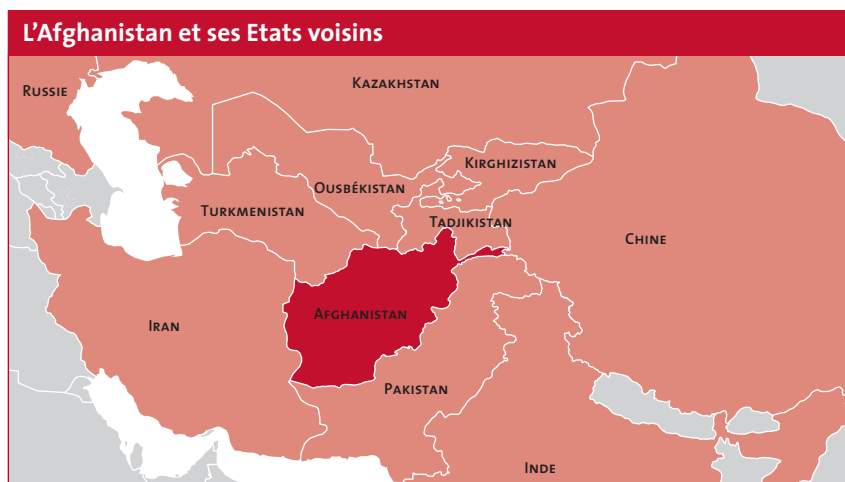 L’Afghanistan et ses Etats voisins
Russie
Kazakhstan
Kirghizistan
Ousbékistan
Turkmenistan
Tadjikistan
Chine
Afghanistan
Iran
Pakistan
Inde